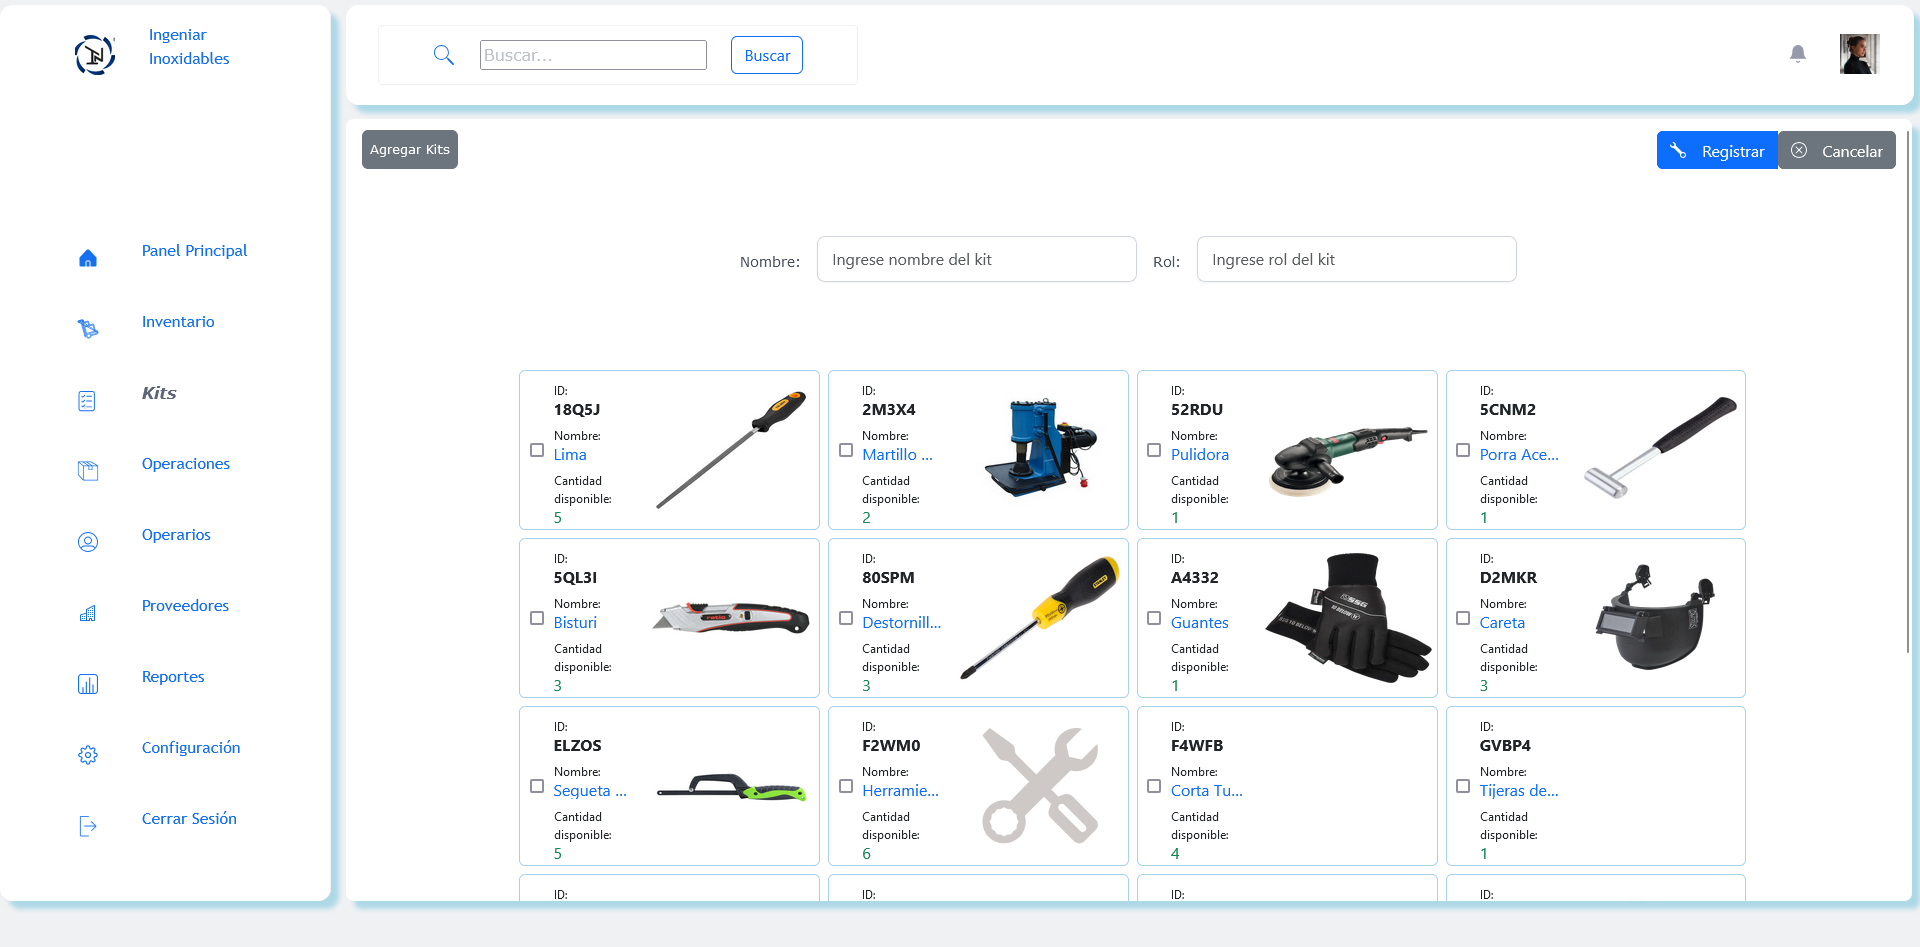 Ingeniar
Inoxidables
Buscar...
Buscar
Agregar Kits
Registrar
Cancelar
Panel Principal
Inventario
Kits
Operaciones
Operarios
Proveedores
Reportes
Configuración
Cerrar Sesión
Nombre:
Ingrese nombre del kit
Rol:
Ingrese rol del kit
ID:
18Q5J
Nombre:
Lima
Cantidad
disponible:
5
ID:
2M3X4
Nombre:
Martillo ...
Cantidad
disponible:
2
ID:
52RDU
Nombre:
Pulidora
Cantidad
disponible:
1
ID:
5CNM2
Nombre:
Porra Ace...
Cantidad
disponible:
1
ID:
5QL3I
Nombre:
Bisturi
Cantidad
disponible:
3
ID:
80SPM
Nombre:
Destornill...
Cantidad
disponible:
3
ID:
A4332
Nombre:
Guantes
Cantidad
disponible:
1
SSG
ID:
D2MKR
Nombre:
Careta
Cantidad
disponible:
3
ID:
ELZOS
Nombre:
Segueta ...
Cantidad
disponible:
5
ID:
F2WM0
Nombre:
Herramie...
Cantidad
disponible:
6
ID:
F4WFB
Nombre:
Corta Tu...
Cantidad
disponible:
4
ID:
GVBP4
Nombre:
Tijeras de...
Cantidad
disponible:
1
ID:
ID:
ID:
ID: